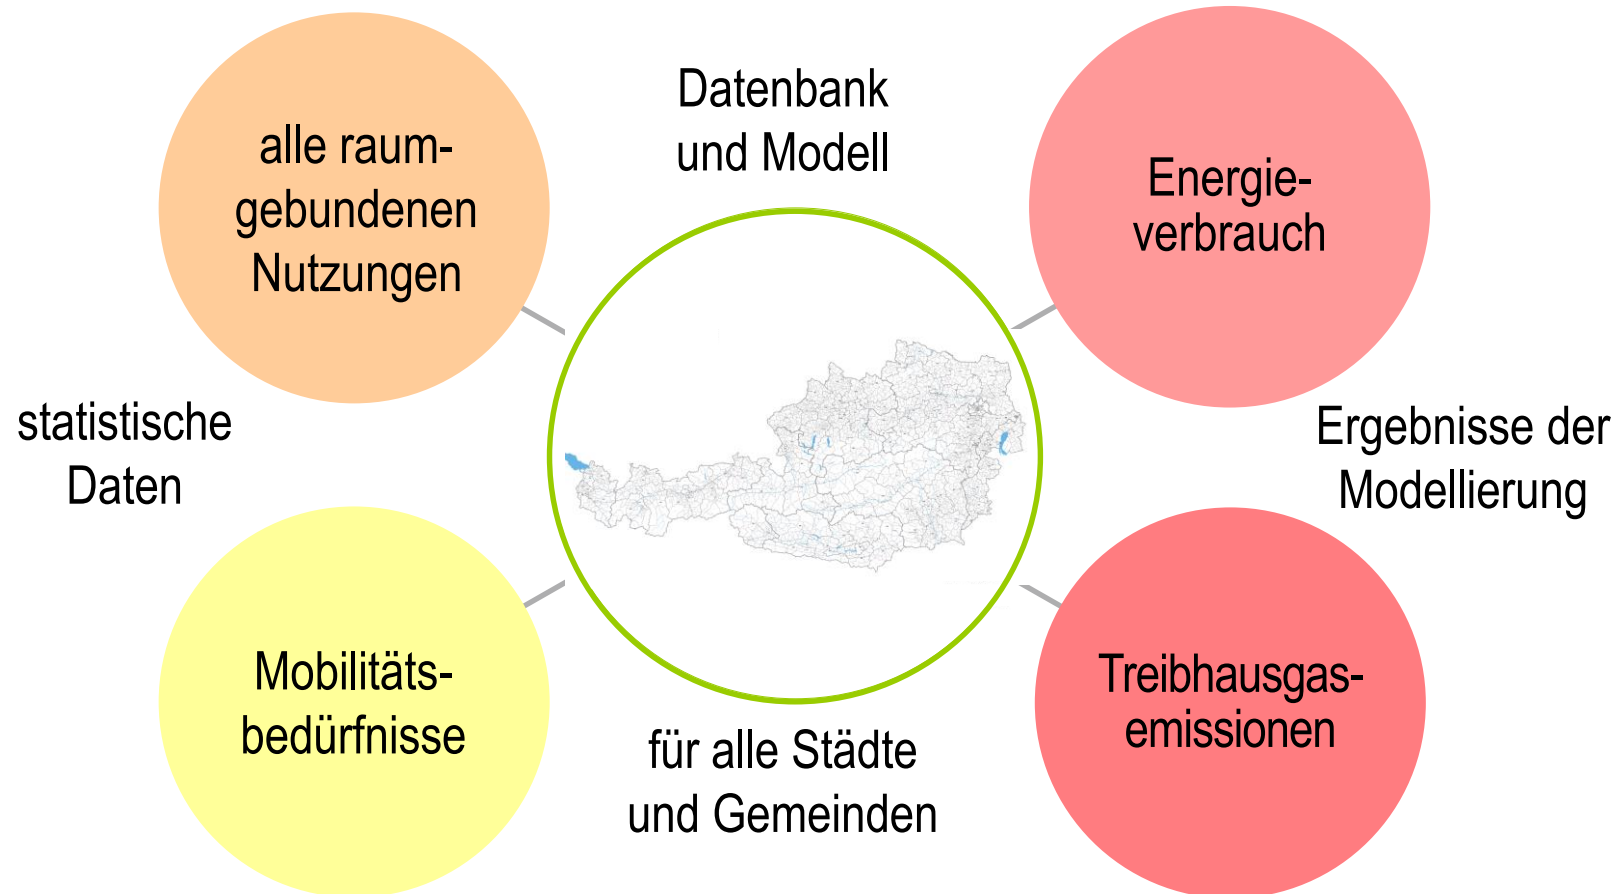 alle raum-
gebundenen
Nutzungen
Datenbank
und Modell
Energie-
verbrauch
statistische
Daten
Ergebnisse der
Modellierung
Mobilitäts-
bedürfnisse
für alle Städte
und Gemeinden
Treibhausgas-
emissionen